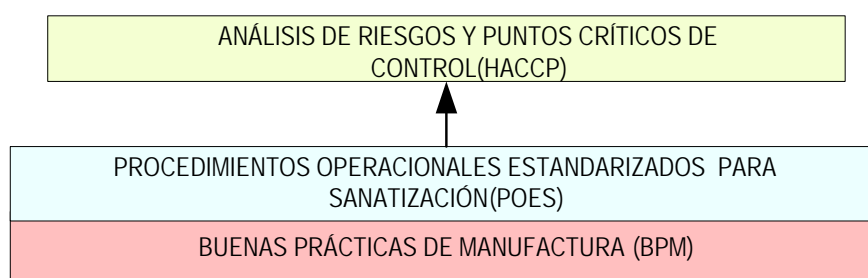 ANÁLISIS DE RIESGOS Y PUNTOS CRÍTICOS DE
CONTROL(HACCP)
PROCEDIMIENTOS OPERACIONALES ESTANDARIZADOS PARA
SANATIZACIÓN(POES)
BUENAS PRÁCTICAS DE MANUFACTURA (BPM)